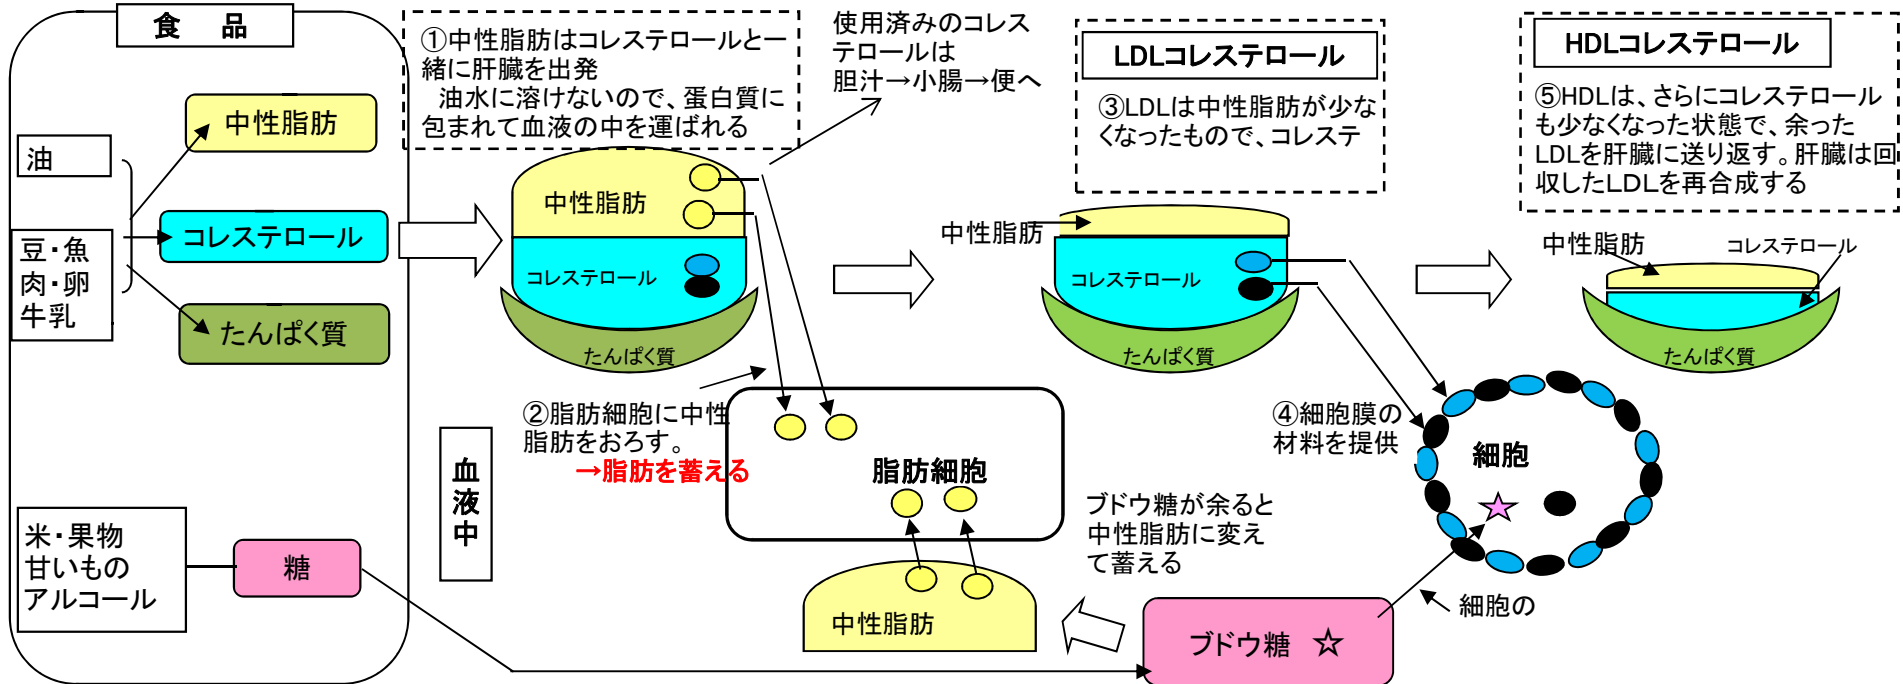 食　品
油
豆・魚
肉・卵
牛乳
中性脂肪
コレステロール
たんぱく質
米・果物
甘いもの
アルコール
糖
①中性脂肪はコレステロールと一
緒に肝臓を出発
油水に溶けないので、蛋白質に
包まれて血液の中を運ばれる
使用済みのコレス
テロールは
胆汁→小腸→便へ
中性脂肪
コレステロール
たんぱく質
②脂肪細胞に中性
脂肪をおろす。
→脂肪を蓄える
血
液
中
脂肪細胞
中性脂肪
ブドウ糖が余ると
中性脂肪に変え
て蓄える
ブドウ糖　☆
LDLコレステロール
③LDLは中性脂肪が少な
くなったもので、コレステ
中性脂肪
コレステロール
たんぱく質
④細胞膜の
材料を提供
細胞
細胞の
HDLコレステロール
⑤HDLは、さらにコレステロール
も少なくなった状態で、余った
LDLを肝臓に送り返す。肝臓は回
収したLDLを再合成する
中性脂肪
コレステロール
たんぱく質